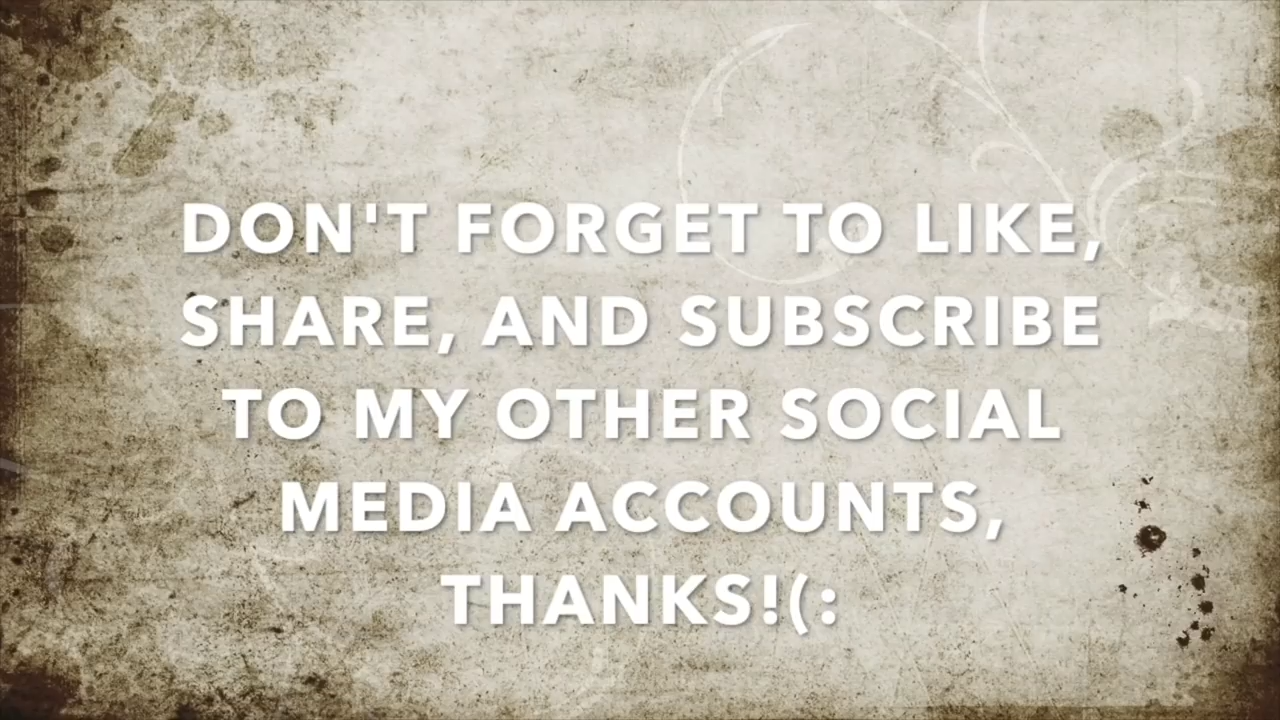 DON'T FORGET TO LIKE,
SHARE, AND SUBSCRIBE
TO MY OTHER SOCIAL
MEDIA ACCOUNTS,
THANKS!(: